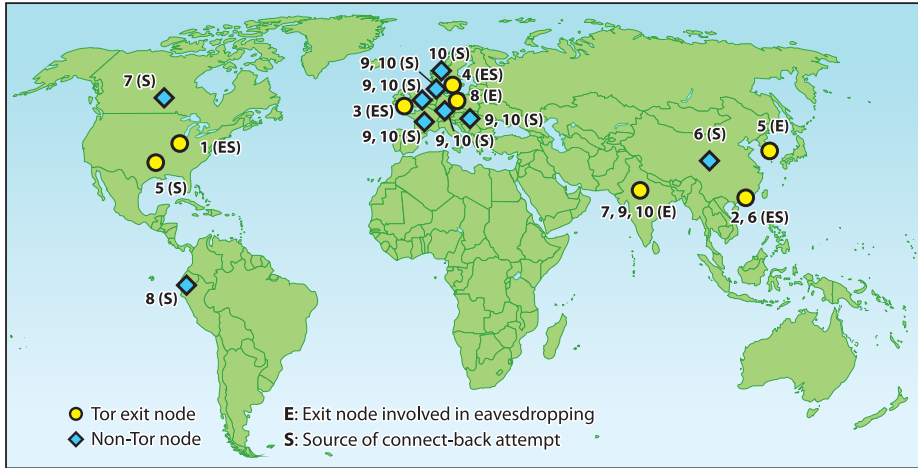 10 (S)
9, 10 (S)
4 (ES)
7 (S)
9, 10 (S)
8 (E)
3 (ES)
9, 10 (S)
9, 10 (S)
9, 10 (S)
1 (ES)
5 (S)
6 (S)
5 (E)
7, 9, 10 (E)
2, 6 (ES)
8 (S)
Tor exit node
E: Exit node involved in eavesdropping
Non-Tor node
S: Source of connect-back attempt